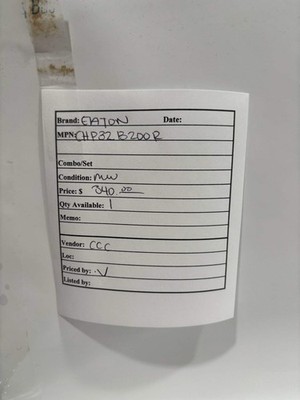 Brand: EATON Date:
MPN: CHP32B200R
Combo/Set
Condition: NW
Price: $ 340.00
Qty Available: 1
Memo:
Vendor: CCC
Loc:
Priced by: V
Listed by: